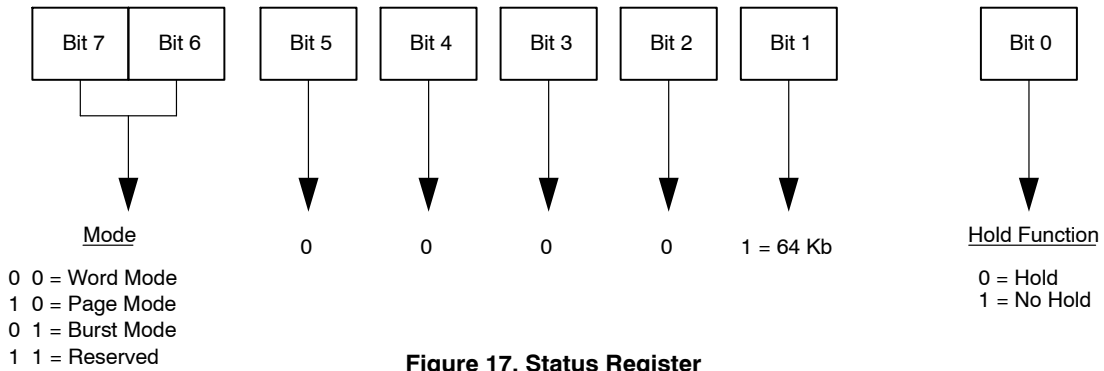 Bit 7 Bit 6 Bit 5 Bit 4 Bit 3 Bit 2 Bit 1 Bit 0
Mode 0 0 0 0 1 = 64 Kb Hold Function
0 0 = Word Mode
1 0 = Page Mode
0 1 = Burst Mode
1 1 = Reserved
0 = Hold
1 = No Hold
Figure 17. Status Register